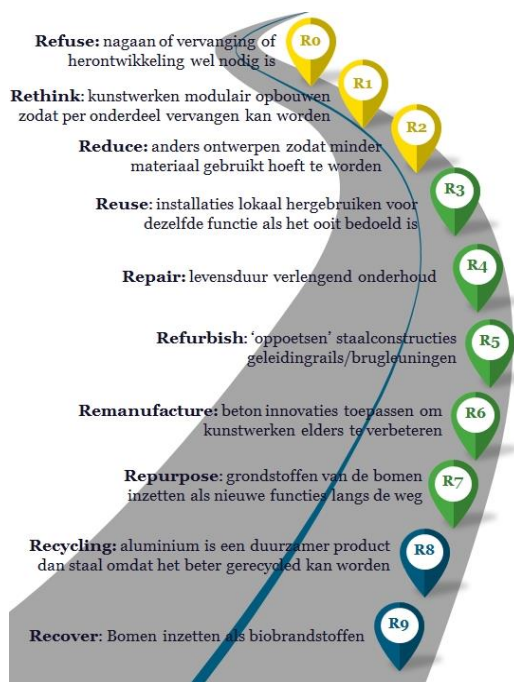 Refuse: nagaan of vervanging of
herontwikkeling wel nodig is
R0
Rethink: kunstwerken modulair opbouwen
zodat per onderdeel vervangen kan worden
R1
Reduce: anders ontwerpen zodat minder
materiaal gebruikt hoeft te worden
R2
Reuse: installaties lokaal hergebruiken voor
dezelfde functie als het ooit bedoeld is
R3
Repair: levensduur verlengend onderhoud
R4
Refurbish: ‘oppoetsen’ staalconstructies
geleidingrails/brugleuningen
R5
Remanufacture: beton innovaties toepassen om
kunstwerken elders te verbeteren
R6
Repurpose: grondstoffen van de bomen
inzetten als nieuwe functies langs de weg
R7
Recycling: aluminium is een duurzamer product
dan staal omdat het beter gerecycled kan worden
R8
Recover: Bomen inzetten als biobrandstoffen
R9